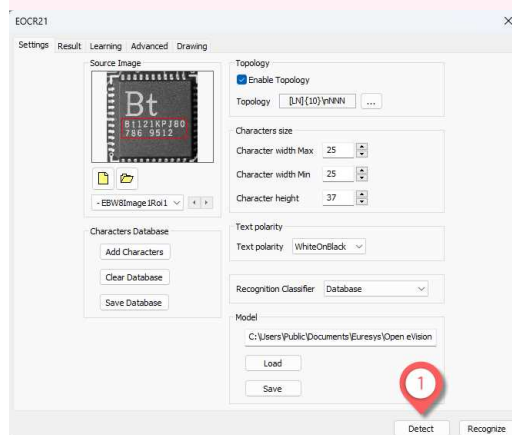 EOCR21
Settings Result Learning Advanced Drawing
Source Image
Bt
Bt121KPJ80
786 9512
- EBW8Image1Roi1
Characters Database
Add Characters
Clear Database
Save Database
Topology
Enable Topology
Topology [LN]{10}\nNNN ...
Characters size
Character width Max 25
Character width Min 25
Character height 37
Text polarity
Text polarity WhiteOnBlack
Recognition Classifier Database
Model
C:\Users\Public\Documents\Euresys\Open eVision
Load
Save
1
Detect Recognize